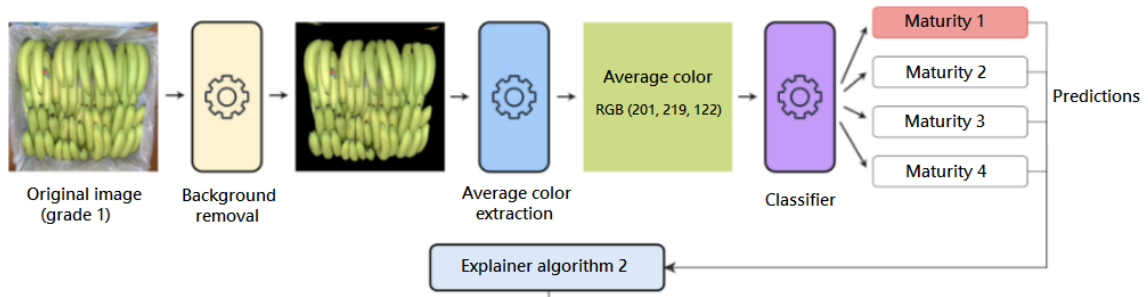 Original image
(grade 1)
Background
removal
Average color
extraction
Average color
RGB (201, 219, 122)
Classifier
Maturity 1
Maturity 2
Maturity 3
Maturity 4
Predictions
Explainer algorithm 2